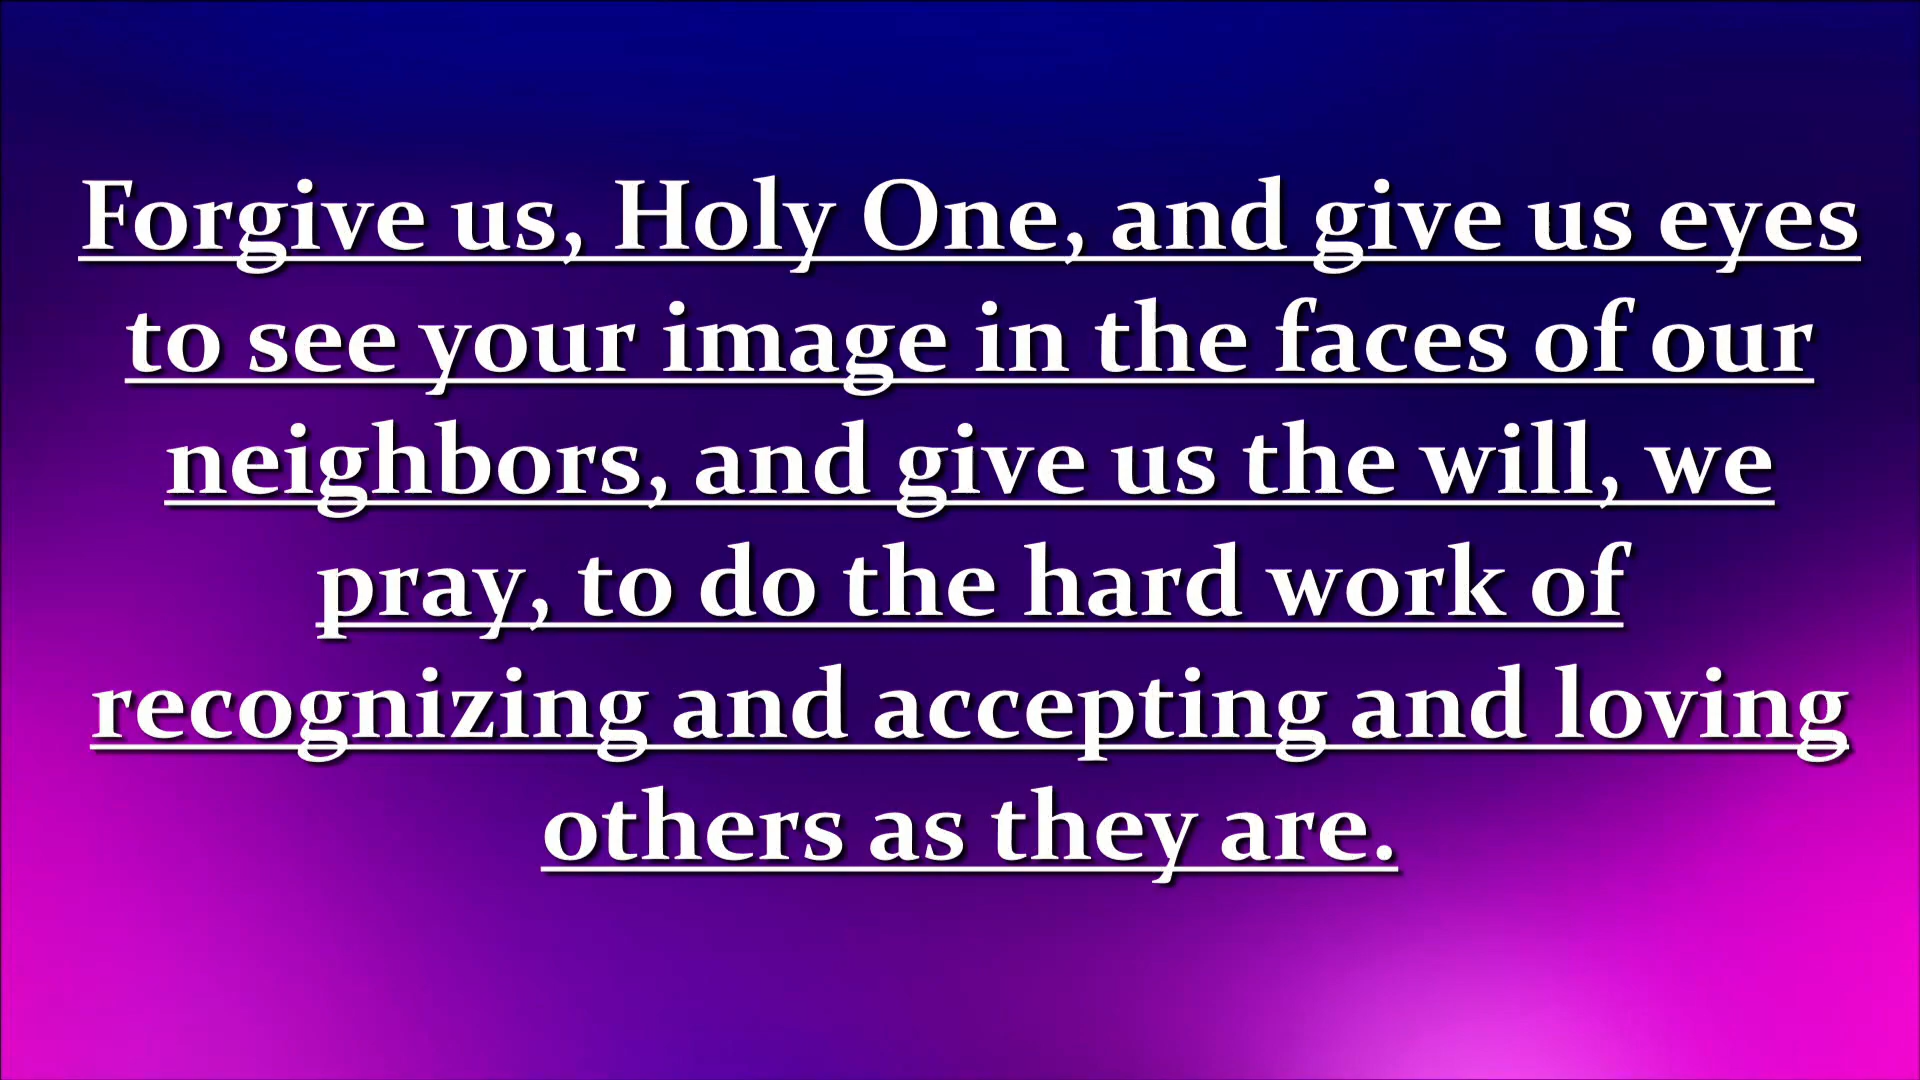 Forgive us, Holy One, and give us eyes
to see your image in the faces of our
neighbors, and give us the will, we
pray, to do the hard work of
recognizing and accepting and loving
others as they are.